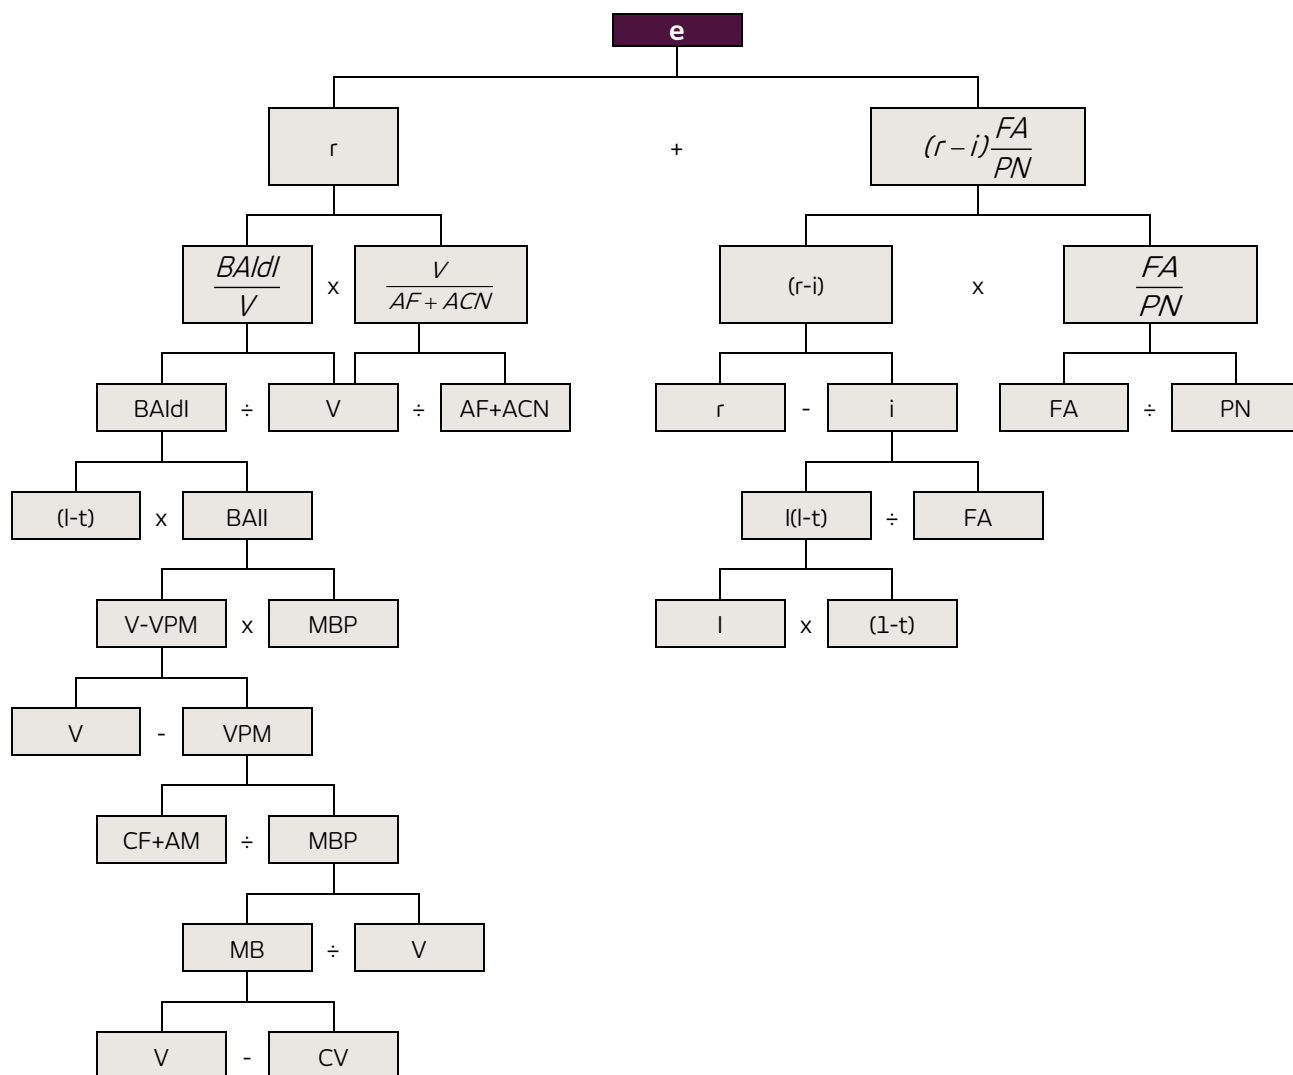 e
r
+
(r – i) FA
PN
BAIdI
V
x
V
AF + ACN
(r-i)
x
FA
PN
BAIdI ÷ V ÷ AF+ACN
r - i
FA ÷ PN
(l-t) x BAII
I(l-t) ÷ FA
V-VPM x MBP
I x (1-t)
V - VPM
CF+AM ÷ MBP
MB ÷ V
V - CV